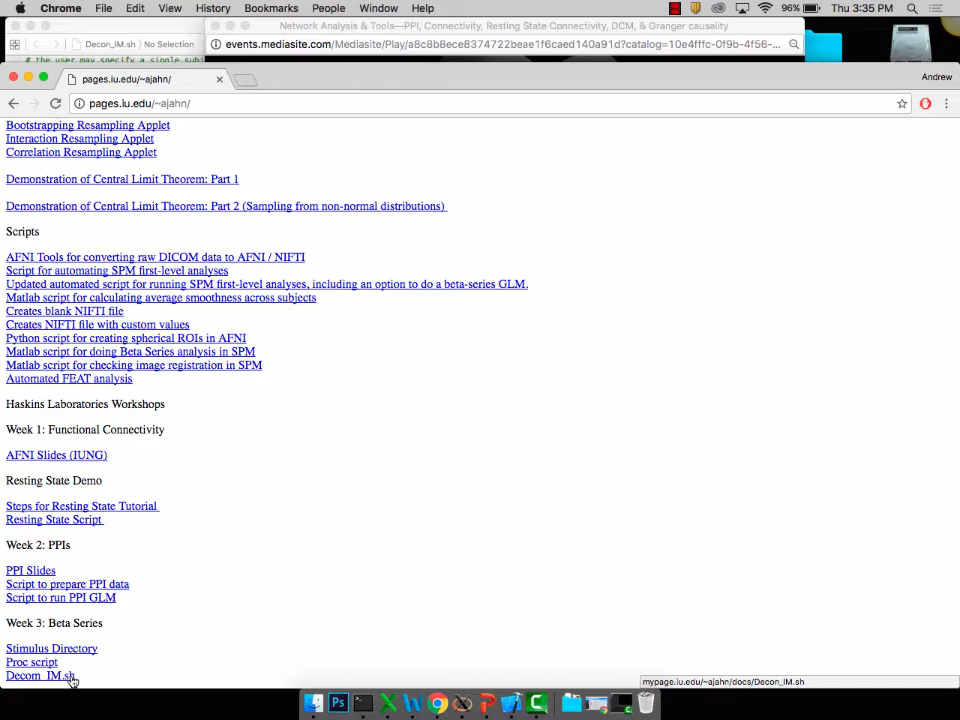 Chrome File Edit View History Bookmarks People Window Help 96% Thu 3:35 PM
Network Analysis & Tools—PPI, Connectivity, Resting State Connectivity, DCM, & Granger causality
Decon_IM.sh No Selection
events.mediasite.com/Mediasite/Play/a8c8b8ece8374722beae1f6caed140a91d?catalog=10e4fffc-0f9b-4f56-...
# the user may specify a single subj
pages.iu.edu/~ajahn/
Andrew
pages.iu.edu/~ajahn/
Bootstrapping Resampling Applet
Interaction Resampling Applet
Correlation Resampling Applet
Demonstration of Central Limit Theorem: Part 1
Demonstration of Central Limit Theorem: Part 2 (Sampling from non-normal distributions)
Scripts
AFNI Tools for converting raw DICOM data to AFNI / NIFTI
Script for automating SPM first-level analyses
Updated automated script for running SPM first-level analyses, including an option to do a beta-series GLM.
Matlab script for calculating average smoothness across subjects
Creates blank NIFTI file
Creates NIFTI file with custom values
Python script for creating spherical ROIs in AFNI
Matlab script for doing Beta Series analysis in SPM
Matlab script for checking image registration in SPM
Automated FEAT analysis
Haskins Laboratories Workshops
Week 1: Functional Connectivity
AFNI Slides (IUNG)
Resting State Demo
Steps for Resting State Tutorial
Resting State Script
Week 2: PPIs
PPI Slides
Script to prepare PPI data
Script to run PPI GLM
Week 3: Beta Series
Stimulus Directory
Proc script
Decom_IM.sh
mypage.iu.edu/~ajahn/docs/Decon_IM.sh
Ps